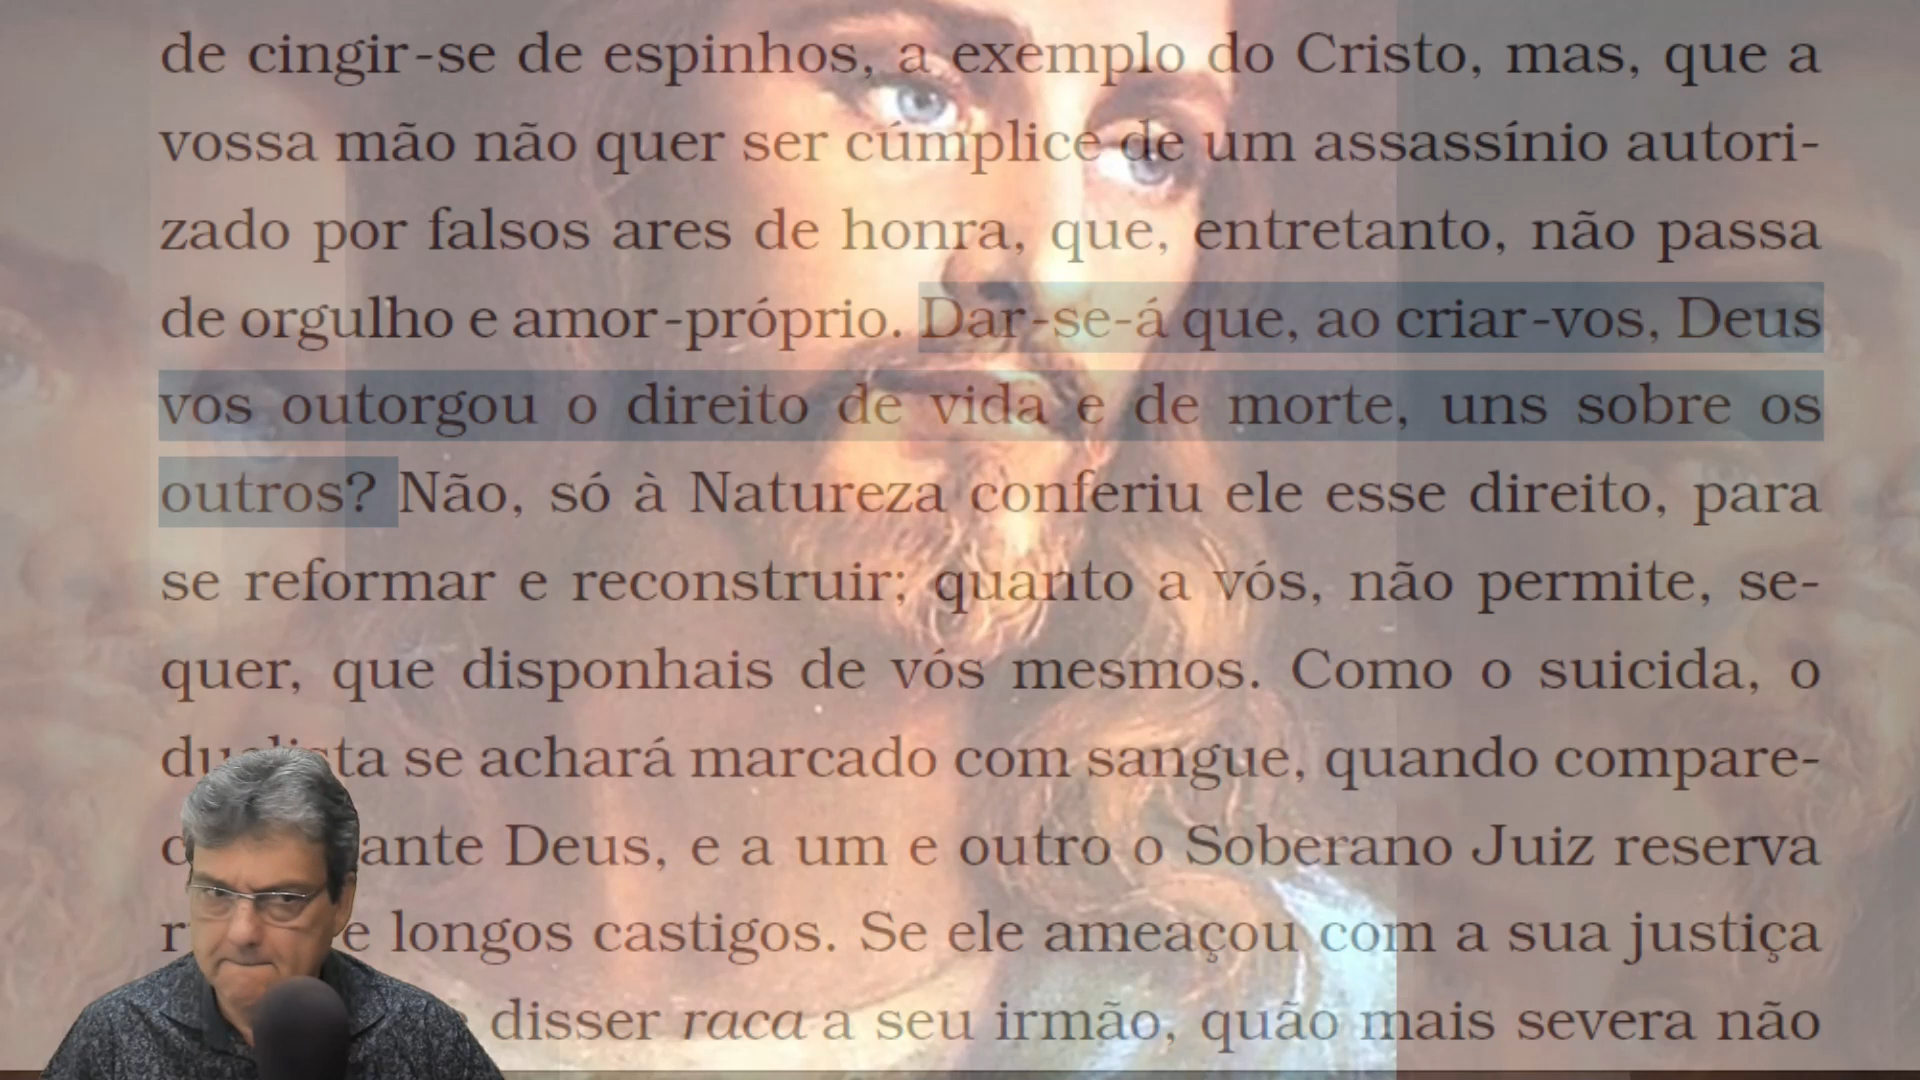 de cingir-se de espinhos, a exemplo do Cristo, mas, que a
vossa mão não quer ser cúmplice de um assassínio autori-
zado por falsos ares de honra, que, entretanto, não passa
de orgulho e amor-próprio. Dar-se-á que, ao criar-vos, Deus
vos outorgou o direito de vida e de morte, uns sobre os
outros? Não, só à Natureza conferiu ele esse direito, para
se reformar e reconstruir; quanto a vós, não permite, se-
quer, que disponhais de vós mesmos. Como o suicida, o
se achará marcado com sangue, quando compare-
Deus, e a um e outro o Soberano Juiz reserva
e longos castigos. Se ele ameaçou com a sua justiça
disser raca a seu irmão, quão mais severa não